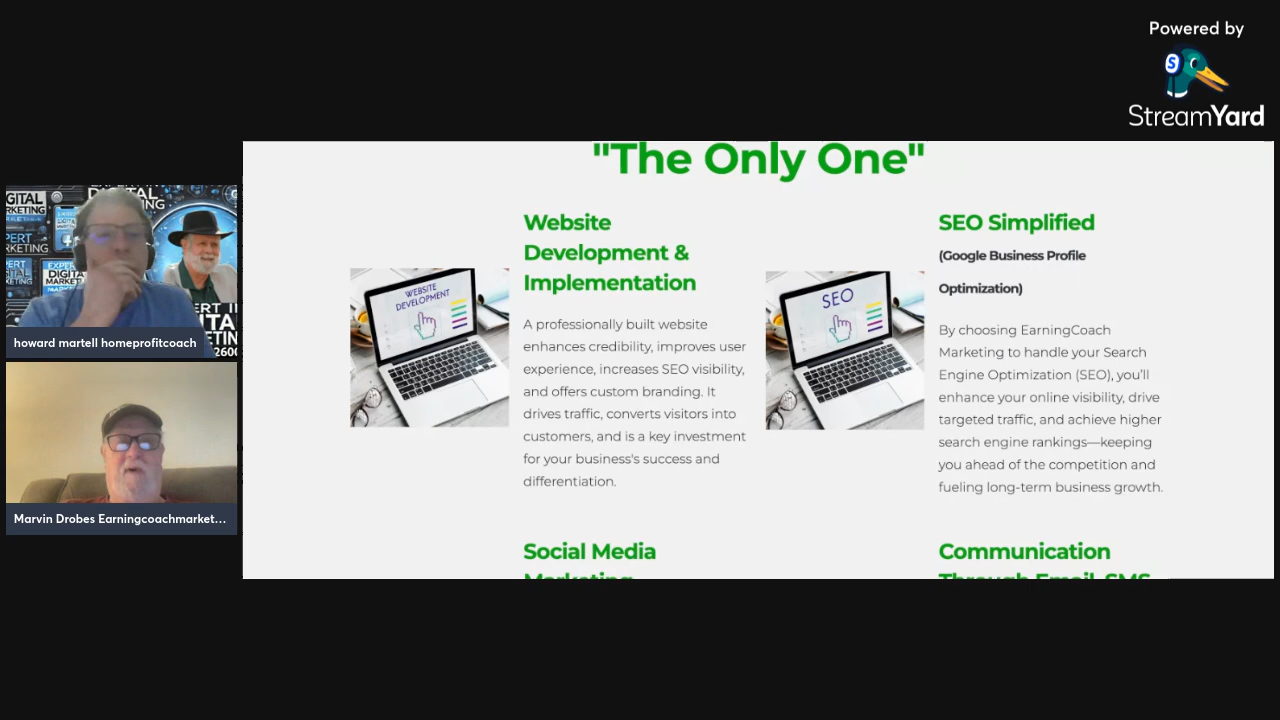 Powered by
S
StreamYard
"The Only One"
Website
Development &
Implementation
A professionally built website
enhances credibility, improves user
experience, increases SEO visibility,
and offers custom branding. It
drives traffic, converts visitors into
customers, and is a key investment
for your business's success and
differentiation.
WEBSITE
DEVELOPMENT
SEO Simplified
(Google Business Profile
Optimization)
By choosing EarningCoach
Marketing to handle your Search
Engine Optimization (SEO), you'll
enhance your online visibility, drive
targeted traffic, and achieve higher
search engine rankings—keeping
you ahead of the competition and
fueling long-term business growth.
SEO
Social Media
Marketing
Communication
Through Email, SMS
howard martell homeprofitcoach
Marvin Drobes Earningcoachmarket...